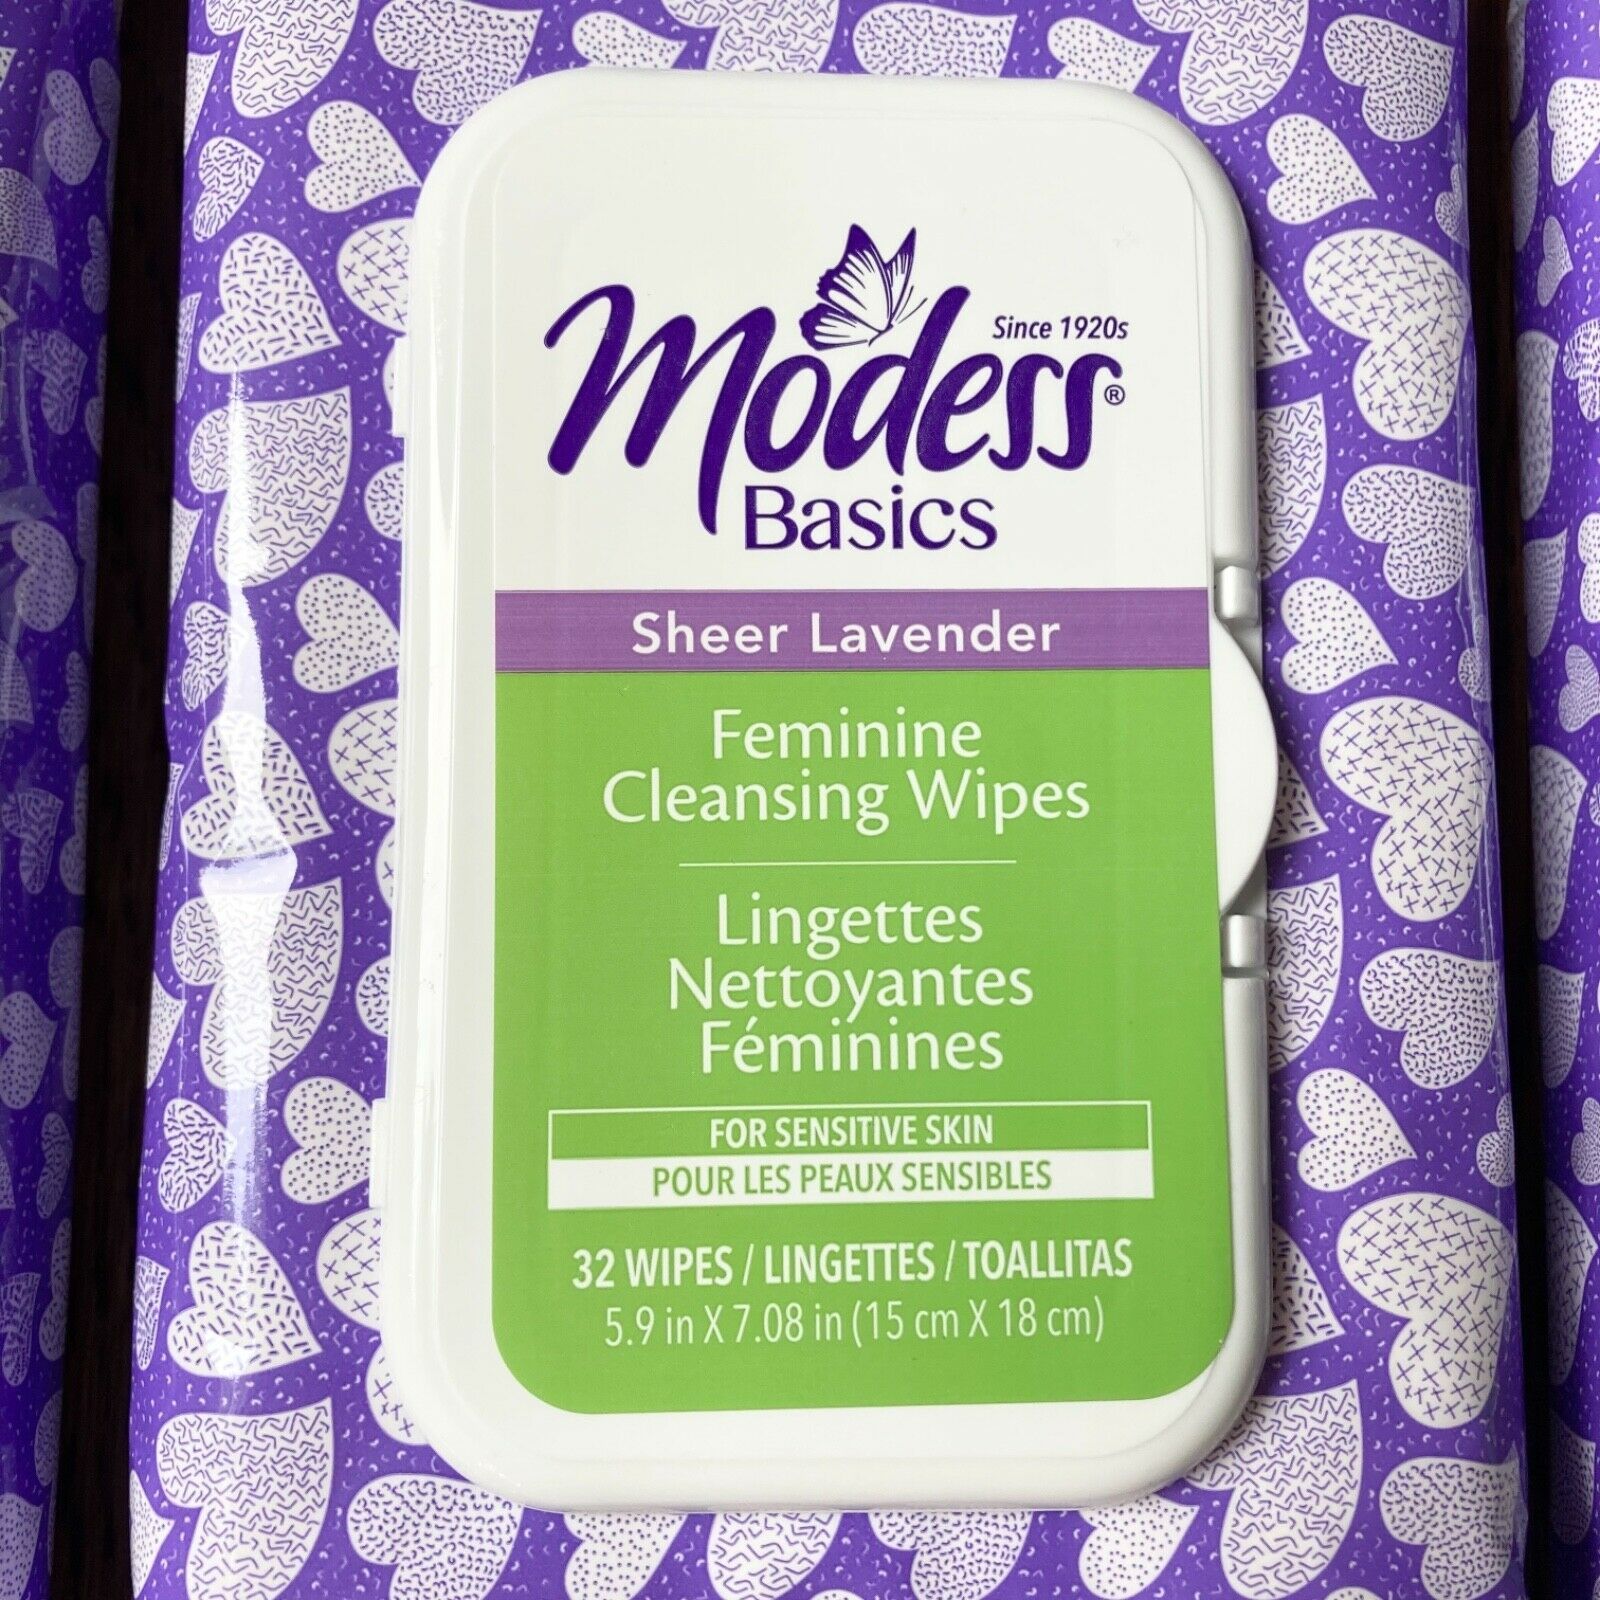 Since 1920s
Modess®
Basics
Sheer Lavender
Feminine
Cleansing Wipes
Lingettes
Nettoyantes
Féminines
FOR SENSITIVE SKIN
POUR LES PEAUX SENSIBLES
32 WIPES / LINGETTES / TOALLITAS
5.9 in X 7.08 in (15 cm X 18 cm)